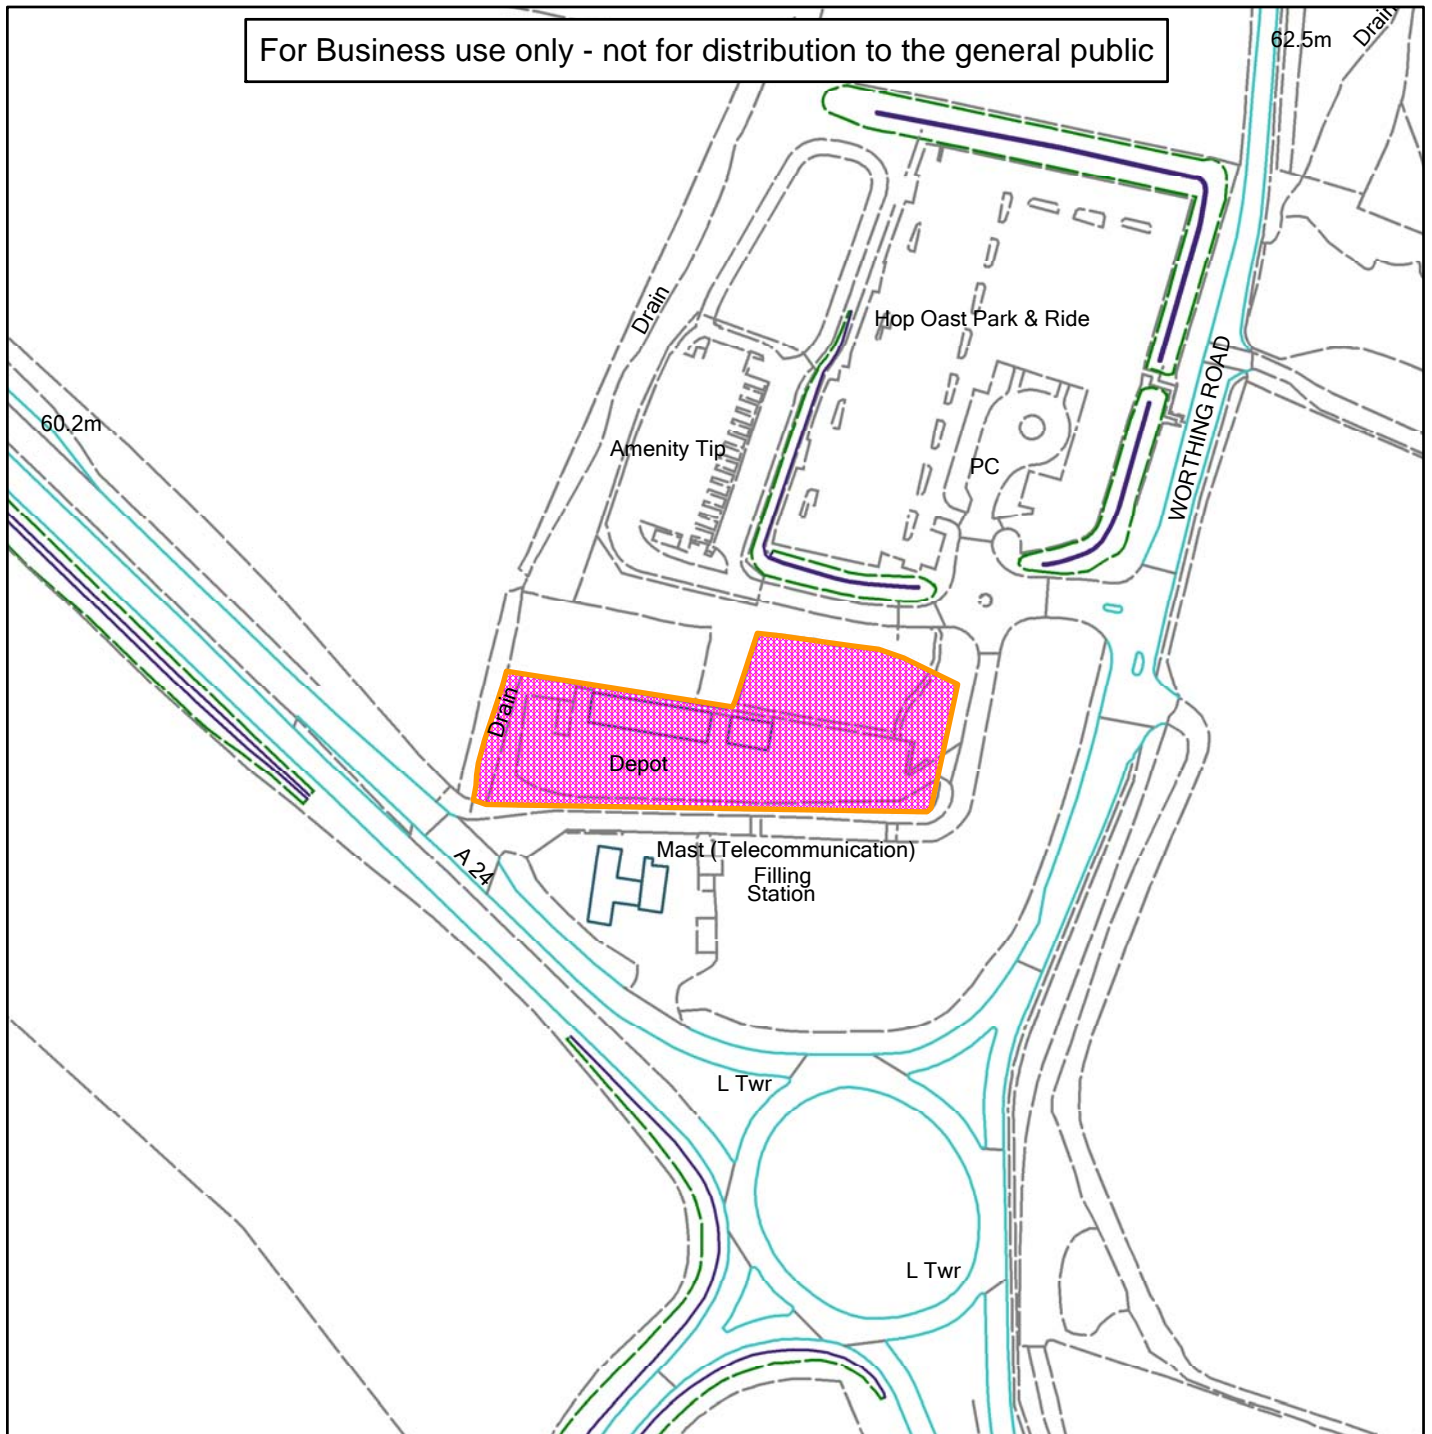 For Business use only - not for distribution to the general public
62.5m
Drain
Drain
Hop Oast Park & Ride
WORTHING ROAD
60.2m
Amenity Tip
PC
Drain
Depot
Mast (Telecommunication)
A 24
Filling
Station
L Twr
L Twr